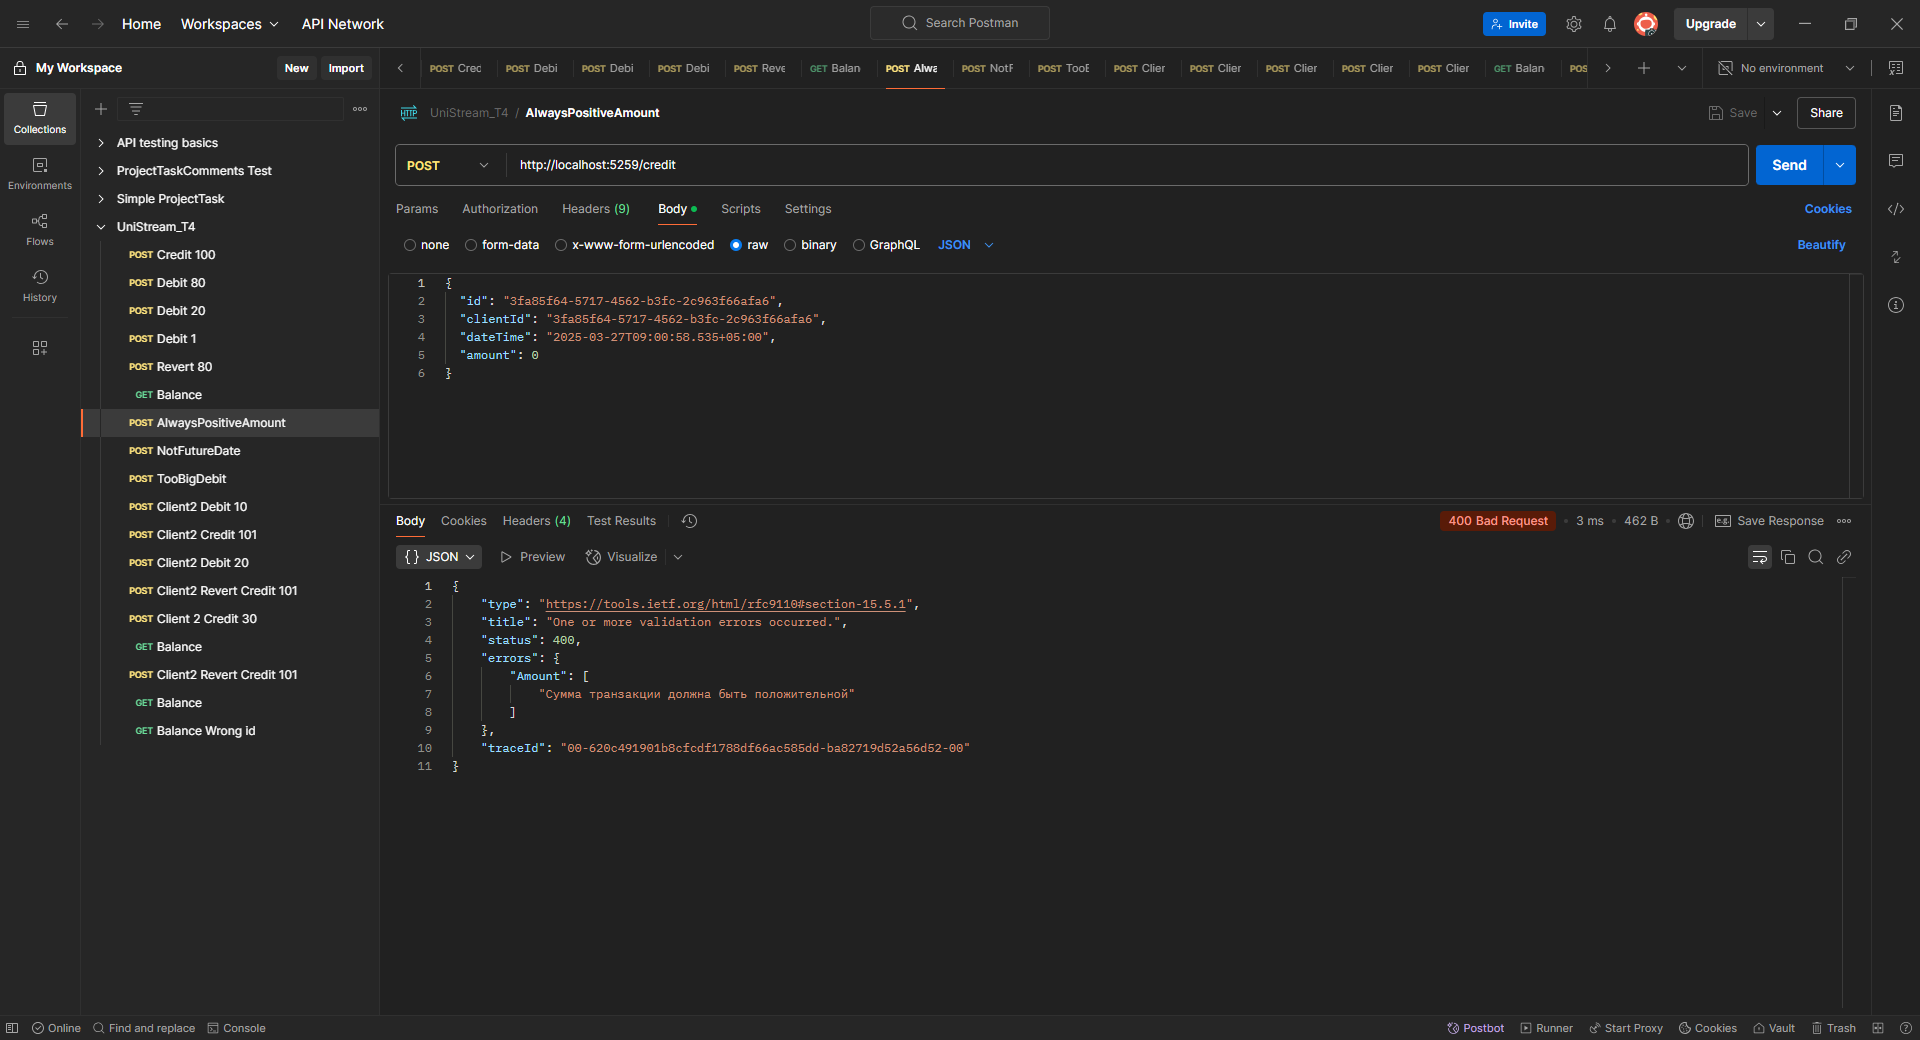 Home
Workspaces
API Network
Search Postman
Invite
Upgrade
My Workspace
New
Import
POST Cred
POST Debi
POST Debi
POST Debi
POST Reve
GET Balan
POST Alwa
POST NotF
POST TooE
POST Clier
POST Clier
POST Clier
POST Clier
POST Clier
GET Balan
POS
No environment
Collections
Environments
Flows
History
API testing basics
ProjectTaskComments Test
Simple ProjectTask
UniStream_T4
POST Credit 100
POST Debit 80
POST Debit 20
POST Debit 1
POST Revert 80
GET Balance
POST AlwaysPositiveAmount
POST NotFutureDate
POST TooBigDebit
POST Client2 Debit 10
POST Client2 Credit 101
POST Client2 Debit 20
POST Client2 Revert Credit 101
POST Client 2 Credit 30
GET Balance
POST Client2 Revert Credit 101
GET Balance
GET Balance Wrong id
HTTP UniStream_T4 / AlwaysPositiveAmount
Save
Share
POST http://localhost:5259/credit
Send
Params Authorization Headers (9) Body Scripts Settings
Cookies
none form-data x-www-form-urlencoded raw binary GraphQL JSON
Beautify
1 {
2 "id": "3fa85f64-5717-4562-b3fc-2c963f66afa6",
3 "clientId": "3fa85f64-5717-4562-b3fc-2c963f66afa6",
4 "dateTime": "2025-03-27T09:00:58.535+05:00",
5 "amount": 0
6 }
Body Cookies Headers (4) Test Results
400 Bad Request • 3 ms • 462 B
e.g. Save Response
{} JSON Preview Visualize
1 {
2 "type": "https://tools.ietf.org/html/rfc9110#section-15.5.1",
3 "title": "One or more validation errors occurred.",
4 "status": 400,
5 "errors": {
6 "Amount": [
7 "Сумма транзакции должна быть положительной"
8 ]
9 },
10 "traceId": "00-620c491901b8cfcdf1788df66ac585dd-ba82719d52a56d52-00"
11 }
Online Find and replace Console
Postbot Runner Start Proxy Cookies Vault Trash